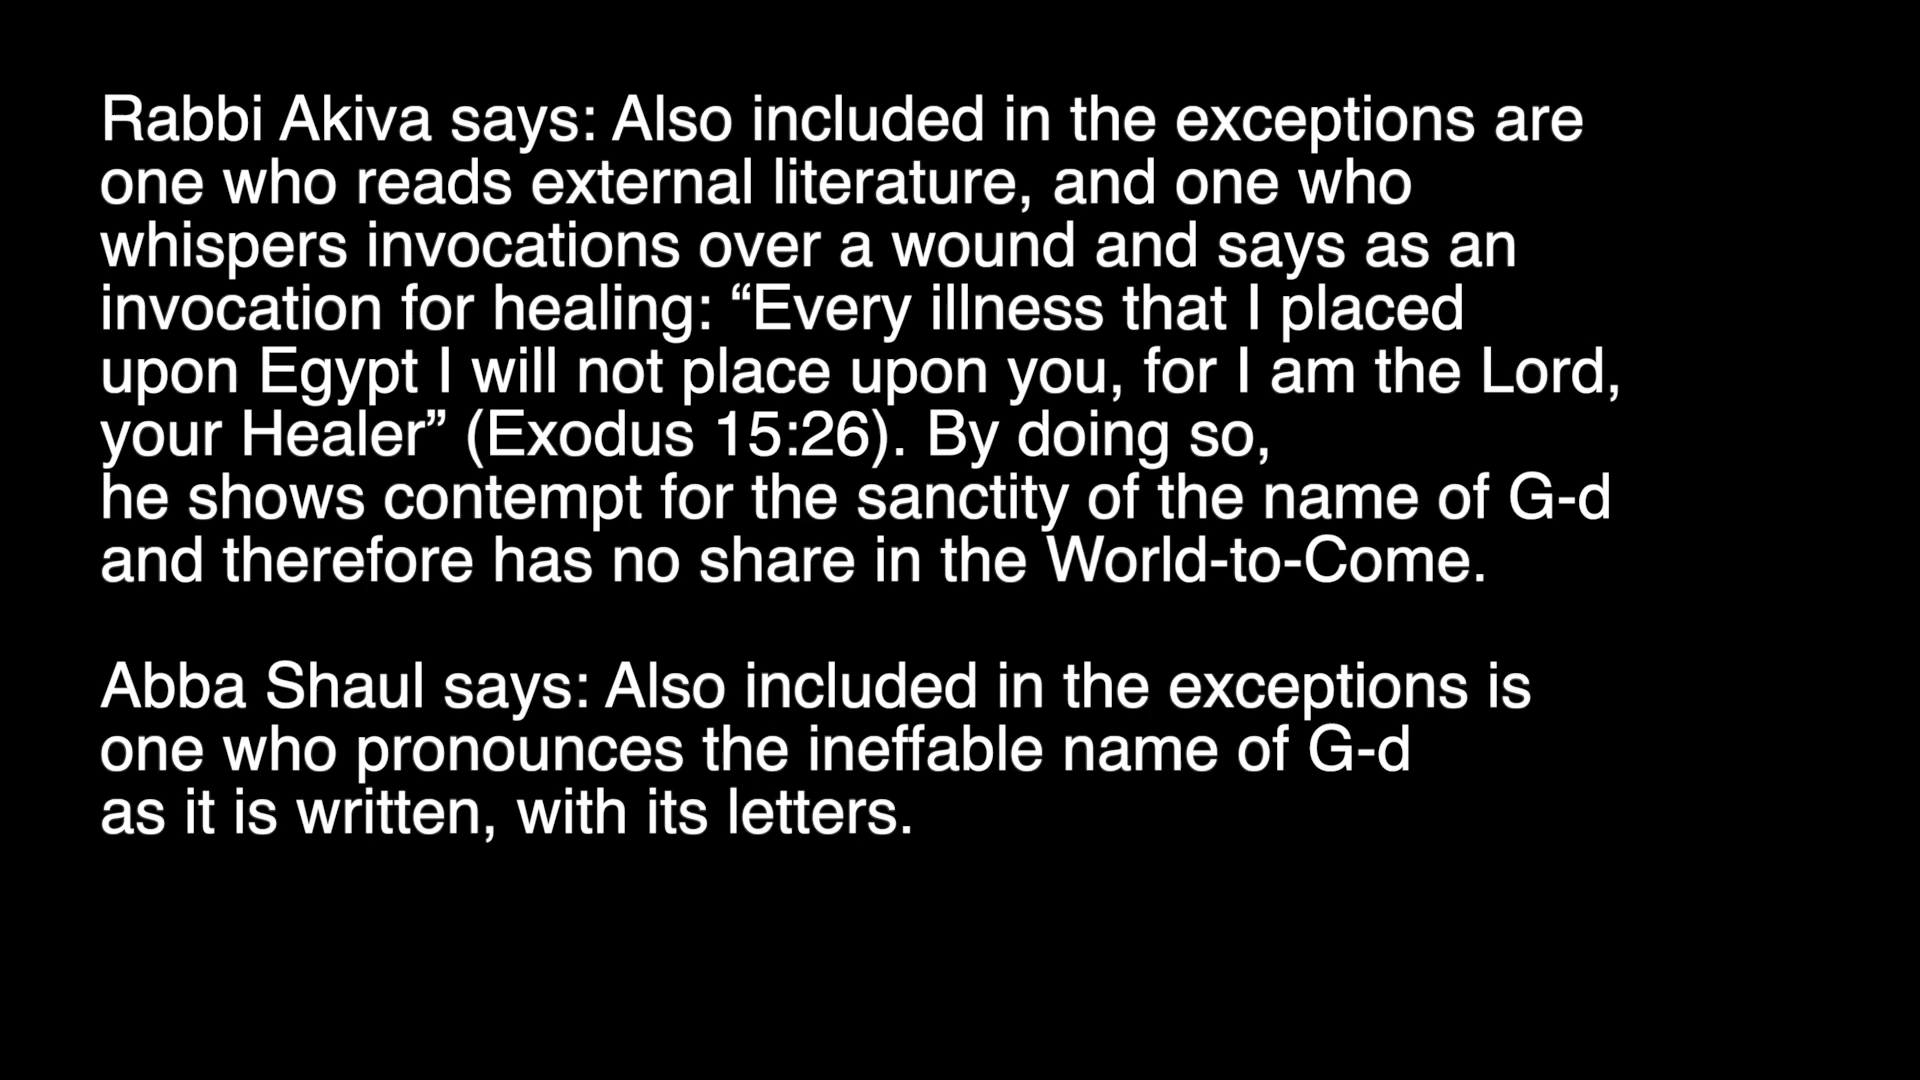 Rabbi Akiva says: Also included in the exceptions are
one who reads external literature, and one who
whispers invocations over a wound and says as an
invocation for healing: “Every illness that I placed
upon Egypt I will not place upon you, for I am the Lord,
your Healer” (Exodus 15:26). By doing so,
he shows contempt for the sanctity of the name of G-d
and therefore has no share in the World-to-Come.
Abba Shaul says: Also included in the exceptions is
one who pronounces the ineffable name of G-d
as it is written, with its letters.